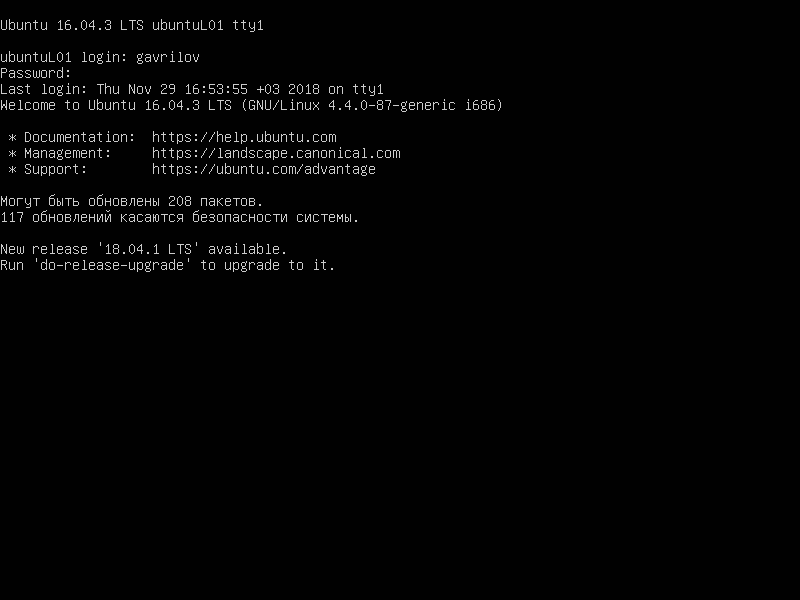 Ubuntu 16.04.3 LTS ubuntuL01 tty1
ubuntuL01 login: gavrilov
Password:
Last login: Thu Nov 29 16:53:55 +03 2018 on tty1
Welcome to Ubuntu 16.04.3 LTS (GNU/Linux 4.4.0-87-generic i686)
* Documentation:  https://help.ubuntu.com
* Management:     https://landscape.canonical.com
* Support:        https://ubuntu.com/advantage
Могут быть обновлены 208 пакетов.
117 обновлений касаются безопасности системы.
New release '18.04.1 LTS' available.
Run 'do-release-upgrade' to upgrade to it.